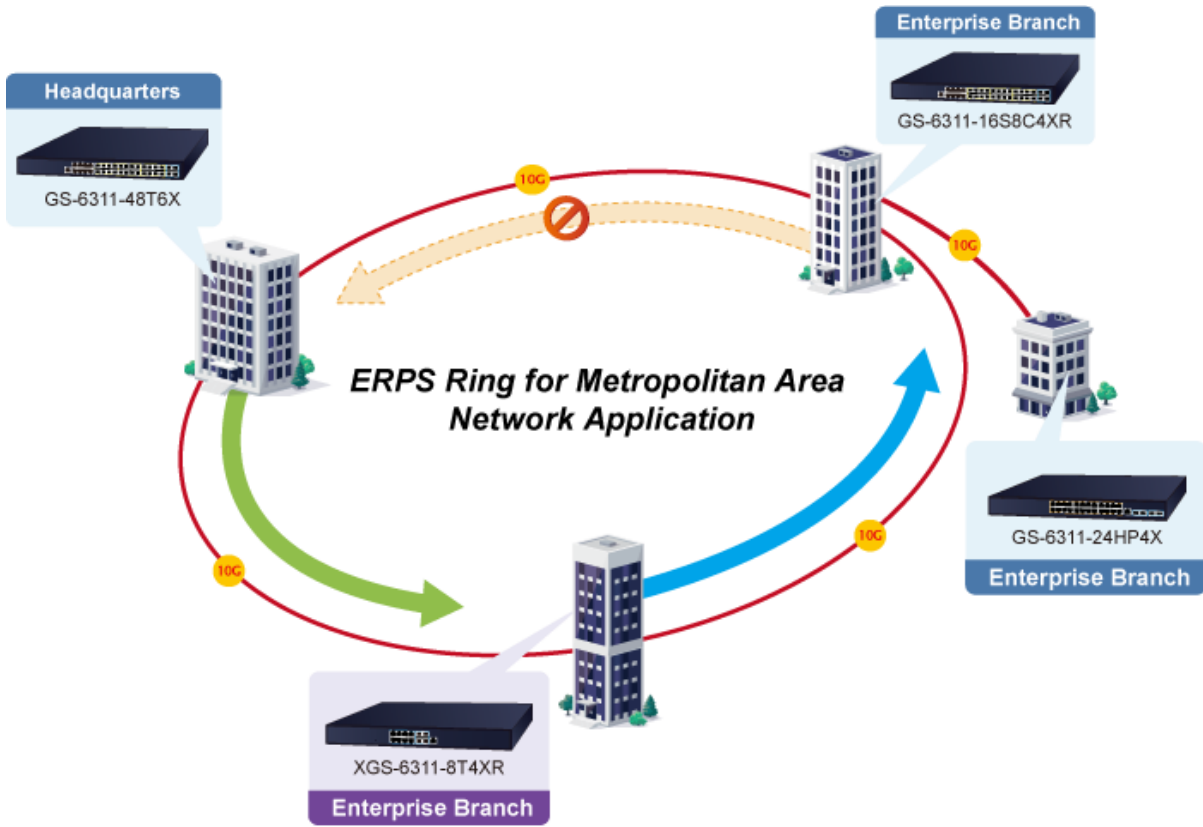 Enterprise Branch
GS-6311-16S8C4XR
Headquarters
GS-6311-48T6X
10G
10G
ERPS Ring for Metropolitan Area
Network Application
GS-6311-24HP4X
Enterprise Branch
10G
10G
XGS-6311-8T4XR
Enterprise Branch